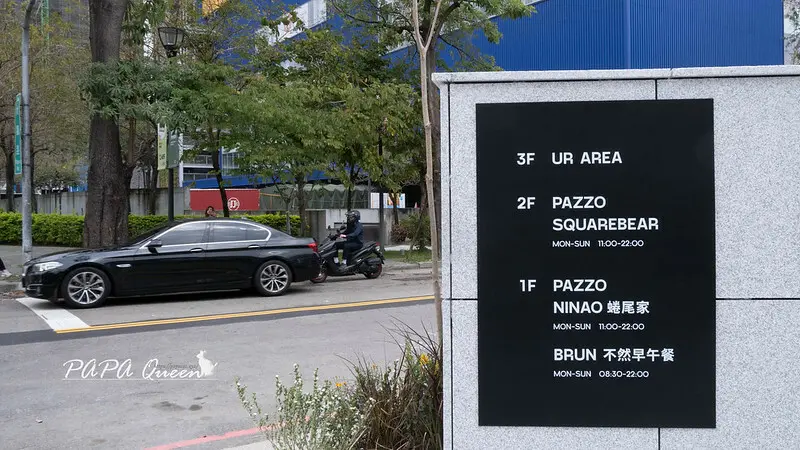 3F UR AREA
2F PAZZO
SQUAREBEAR
MON-SUN 11:00-22:00
1F PAZZO
NINAO 蜷尾家
MON-SUN 11:00-22:00
BRUN 不然早午餐
MON-SUN 08:30-22:00
PAPA Queen